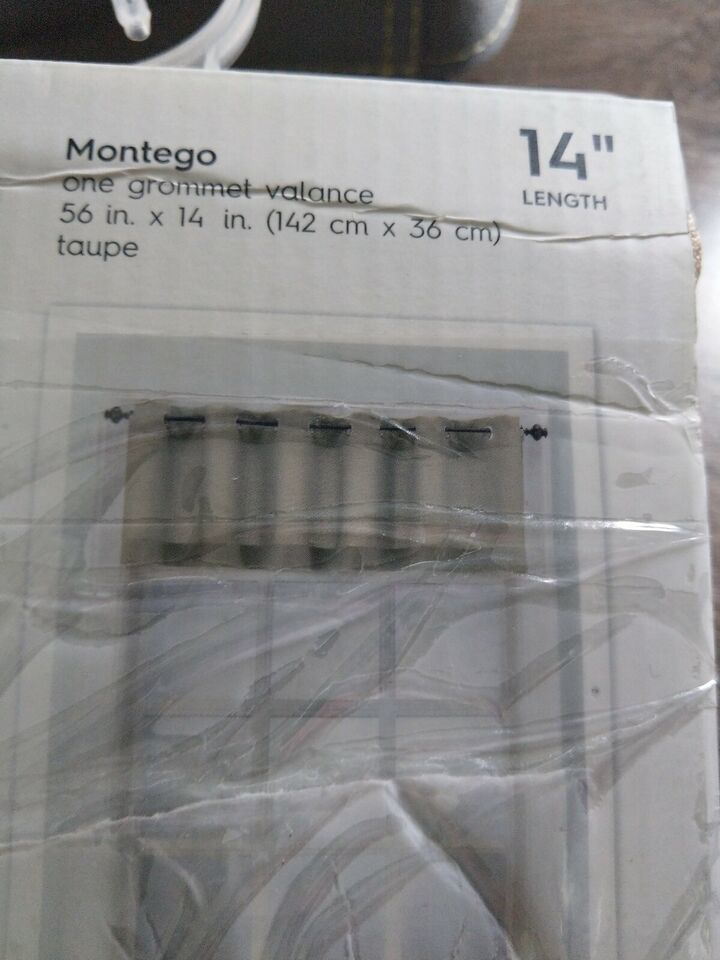 Montego
one grommet valance
56 in. x 14 in. (142 cm x 36 cm)
taupe
14"
LENGTH